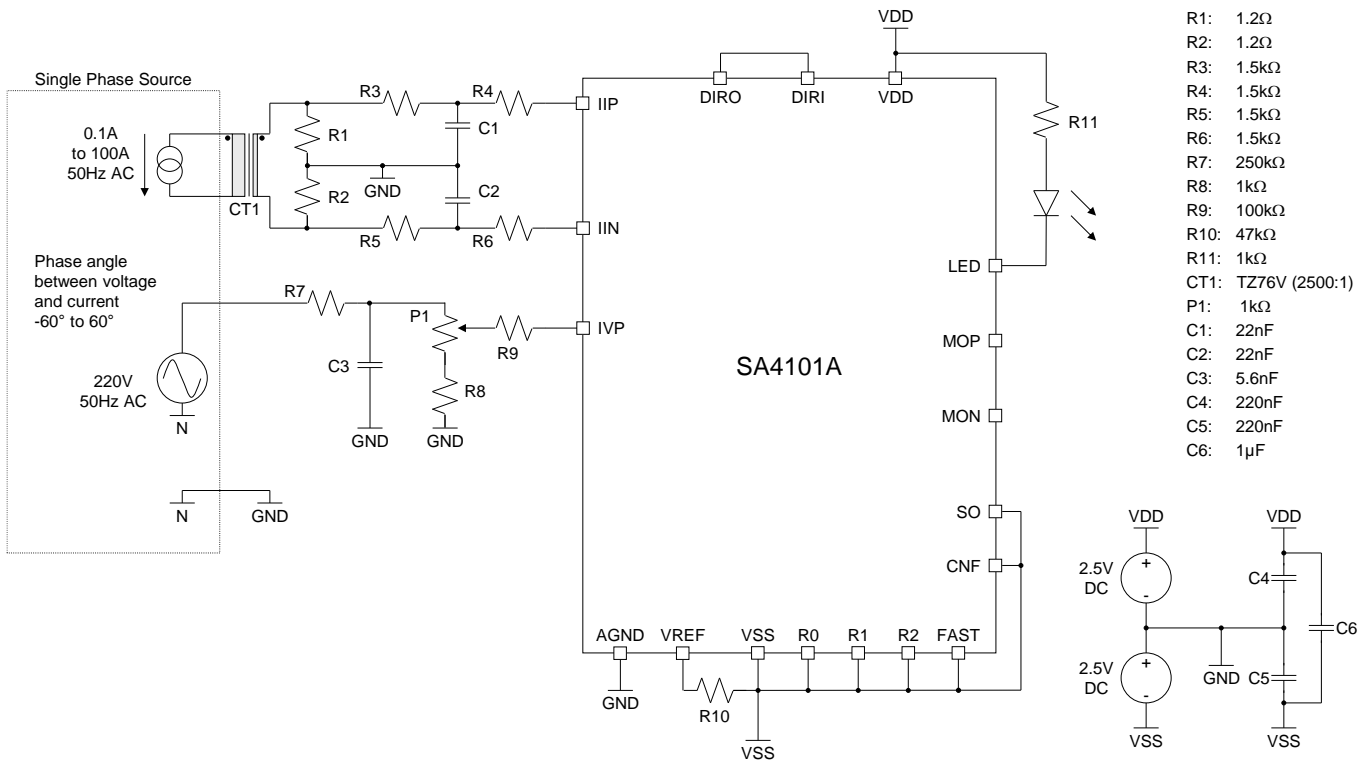 Single Phase Source
0.1A
to 100A
50Hz AC
CT1
Phase angle
between voltage
and current
-60° to 60°
220V
50Hz AC
N
N
GND
R3
R4
R1
C1
GND
R2
C2
R5
R6
R7
P1
C3
R9
R8
GND
GND
VDD
DIRO
DIRI
VDD
IIP
IIN
IVP
SA4101A
LED
MOP
MON
SO
CNF
AGND
VREF
VSS
R0
R1
R2
FAST
GND
R10
VSS
R11
R1: 1.2Ω
R2: 1.2Ω
R3: 1.5kΩ
R4: 1.5kΩ
R5: 1.5kΩ
R6: 1.5kΩ
R7: 250kΩ
R8: 1kΩ
R9: 100kΩ
R10: 47kΩ
R11: 1kΩ
CT1: TZ76V (2500:1)
P1: 1kΩ
C1: 22nF
C2: 22nF
C3: 5.6nF
C4: 220nF
C5: 220nF
C6: 1µF
VDD
VDD
2.5V
DC
+
-
C4
C6
2.5V
DC
+
-
GND
C5
VSS
VSS